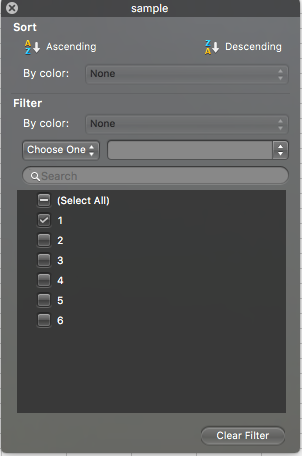 sample
Sort
A Z Ascending
Z A Descending
By color: None
Filter
By color: None
Choose One
Search
(Select All)
1
2
3
4
5
6
Clear Filter